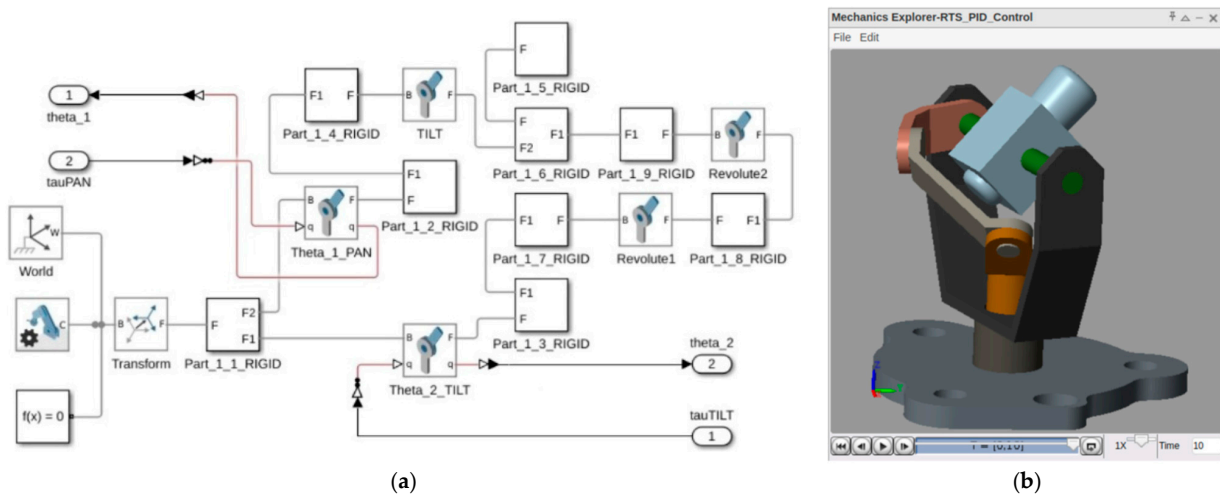 F
Part_1_5_RIGID
1
theta_1
F1 F
Part_1_4_RIGID
B F
TILT
F
F2 F1
Part_1_6_RIGID
F1 F
Part_1_9_RIGID
B F
Revolute2
2
tauPAN
F1
F
Part_1_2_RIGID
B F
q q
Theta_1_PAN
F1 F
Part_1_7_RIGID
B F
Revolute1
F F1
Part_1_8_RIGID
W
World
C
B F
Transform
F F2
F1
Part_1_1_RIGID
F1
F
Part_1_3_RIGID
B F
q q
Theta_2_TILT
theta_2
2
f(x) = 0
tauTILT
1
(a)
Mechanics Explorer-RTS_PID_Control
File Edit
1X
Time 10
(b)